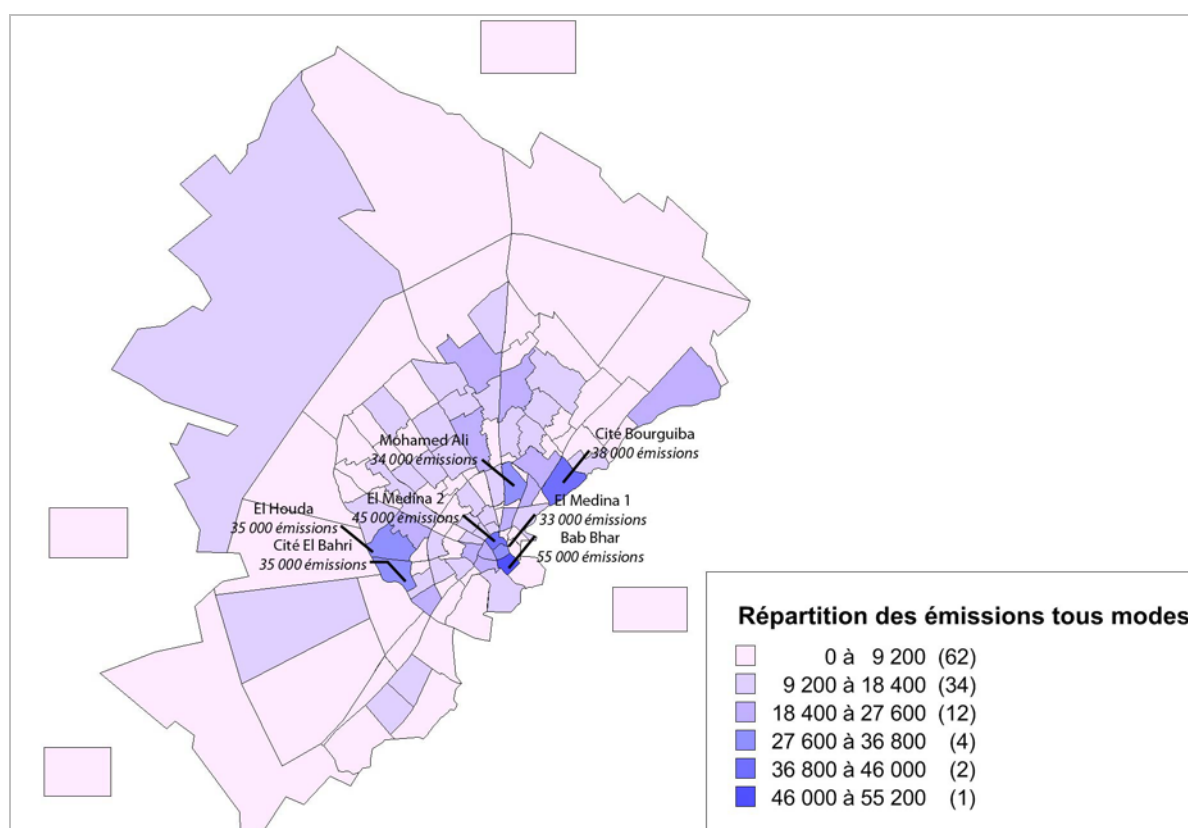 Mohamed Ali
34 000 émissions
Cité Bourguiba
38 000 émissions
El Medina 2
45 000 émissions
El Medina 1
33 000 émissions
El Houda
35 000 émissions
Bab Bhar
55 000 émissions
Cité El Bahri
35 000 émissions
Répartition des émissions tous modes
0 à 9 200 (62)
9 200 à 18 400 (34)
18 400 à 27 600 (12)
27 600 à 36 800 (4)
36 800 à 46 000 (2)
46 000 à 55 200 (1)